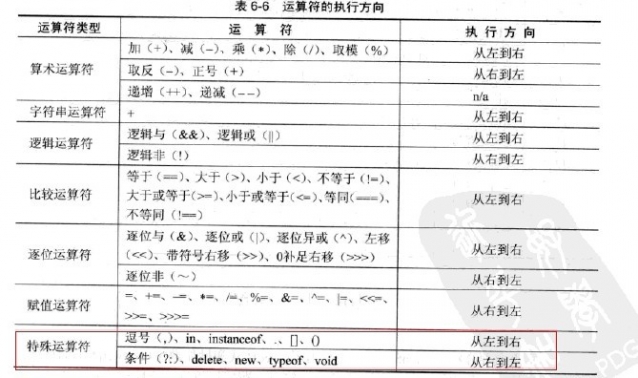 表 6-6 运算符的执行方向
运算符类型 运 算 符 执 行 方 向
算术运算符 加（+）、减（−）、乘（*）、除（/）、取模（%） 从左到右
取反（−）、正号（+） 从右到左
递增（++）、递减（−−） n/a
字符串运算符 + 从左到右
逻辑运算符 逻辑与（&&）、逻辑或（||） 从左到右
逻辑非（!） 从右到左
比较运算符 等于（==）、大于（>）、小于（<）、不等于（!=）、
大于或等于（>=）、小于或等于（<=）、等同（===）、 从左到右
不等同（!==）
逐位运算符 逐位与（&）、逐位或（|）、逐位异或（^）、左移
（<<）、带符号右移（>>）、0补足右移（>>>） 从左到右
逐位非（～） 从右到左
赋值运算符 =、+=、−=、*=、/=、%=、&=、^=、|=、<<=、
>>=、>>>= 从右到左
特殊运算符 逗号（,）、in、instanceof、.、[]、() 从左到右
条件（?:）、delete、new、typeof、void 从右到左
PDG